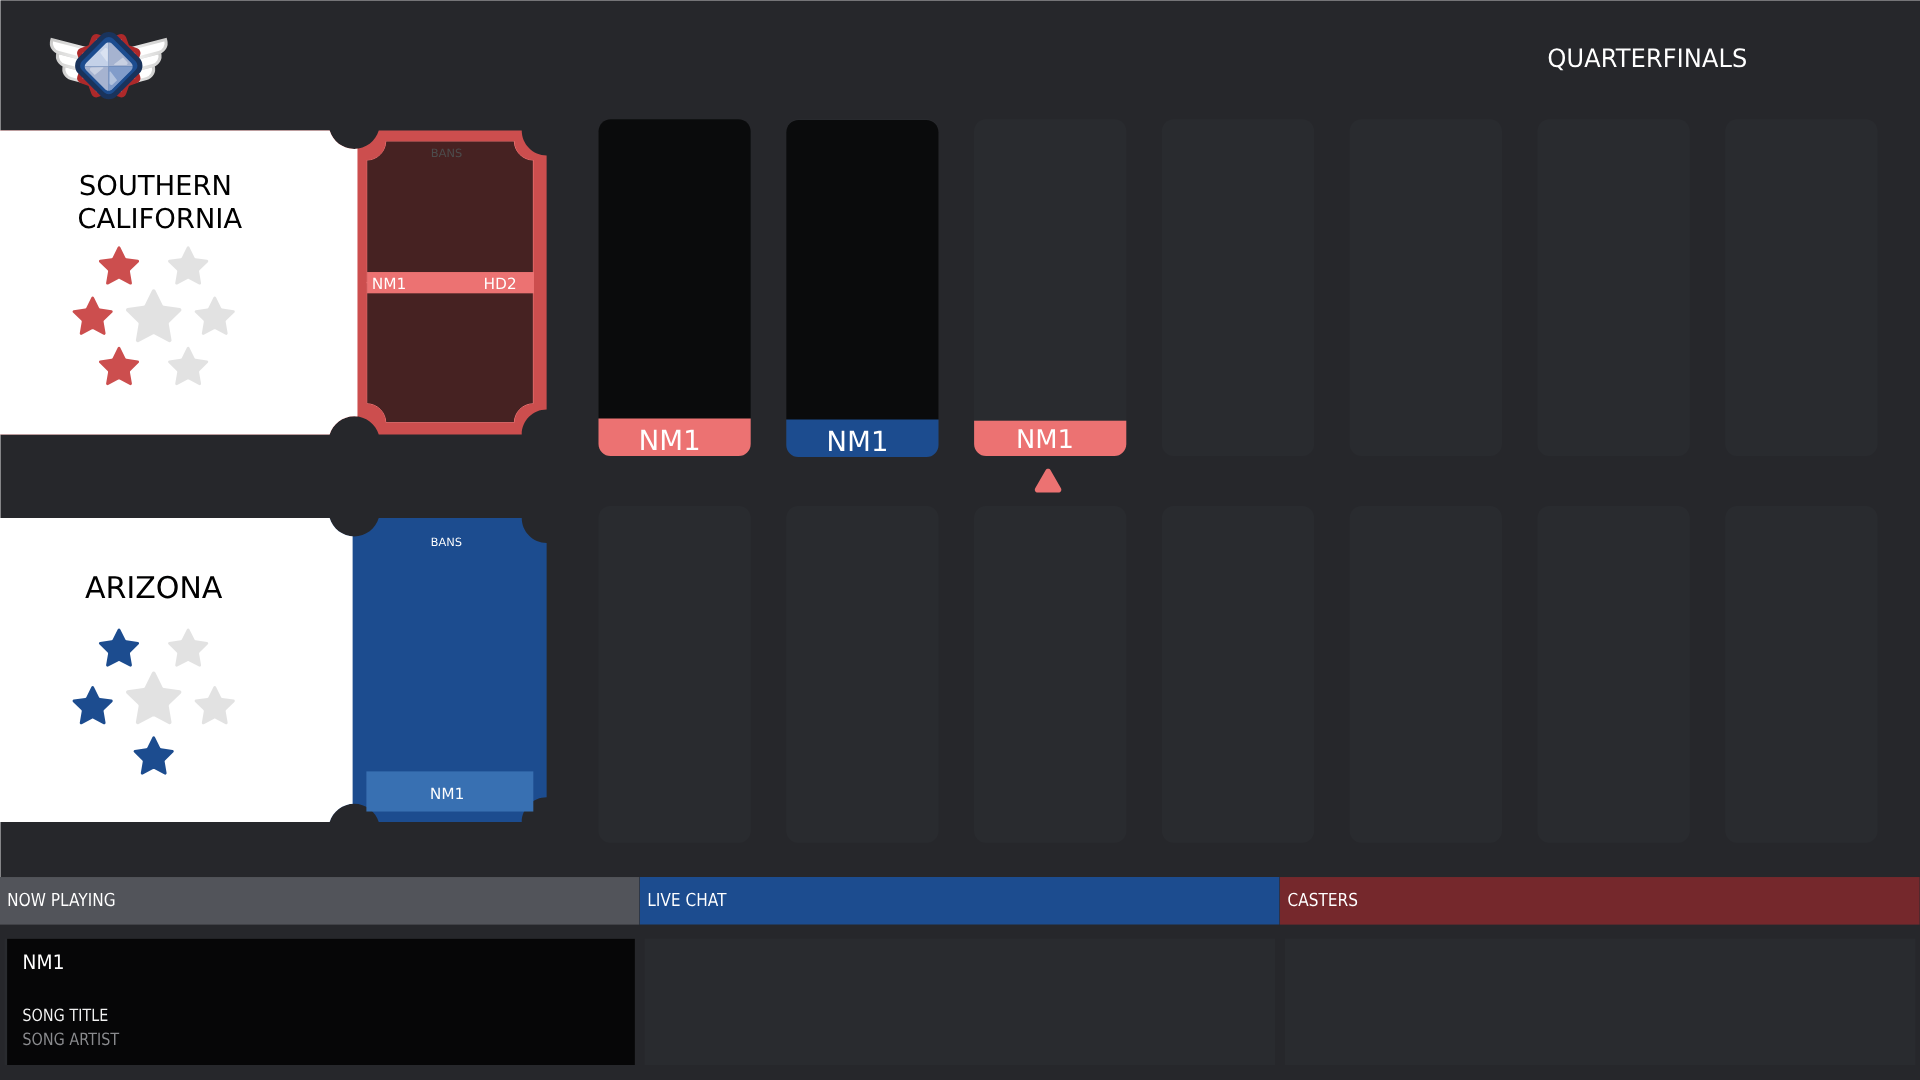 QUARTERFINALS
SOUTHERN
CALIFORNIA
BANS
NM1 HD2
NM1 NM1 NM1
ARIZONA
BANS
NM1
NOW PLAYING
LIVE CHAT
CASTERS
NM1
SONG TITLE
SONG ARTIST